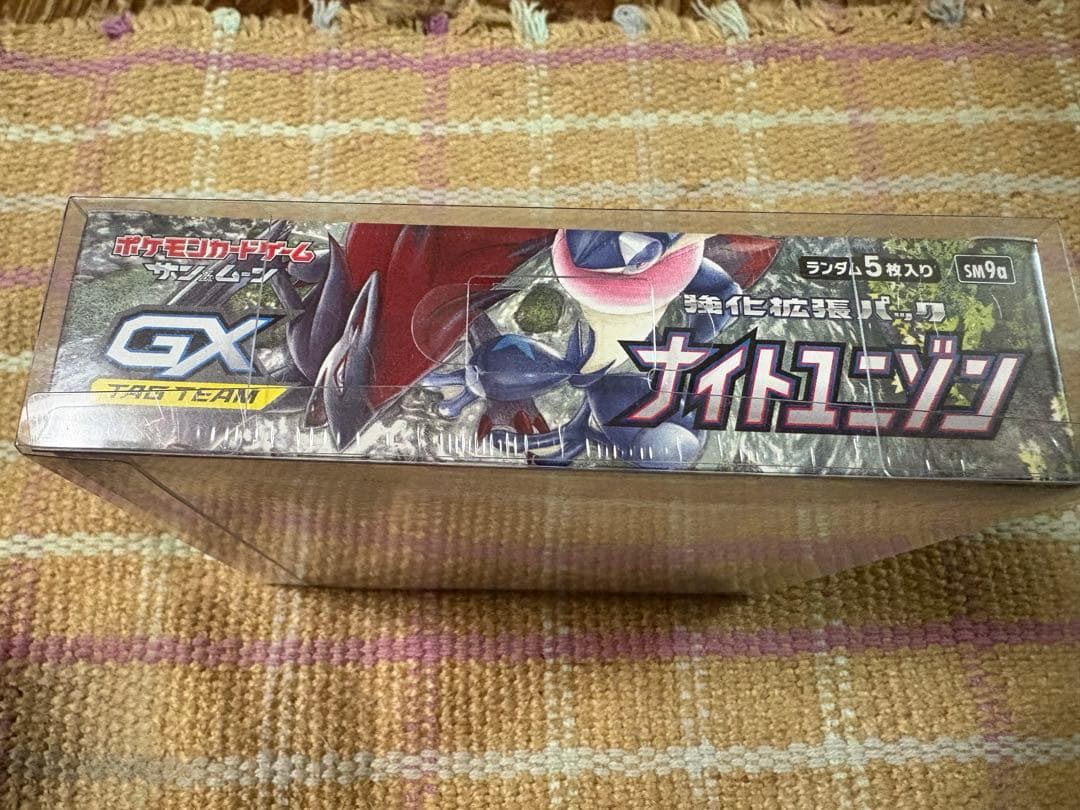 ポケモンカードゲーム
サン&ムーン
GX
TAG TEAM
ランダム5枚入り
SM9a
強化拡張パック
ナイトユニゾン